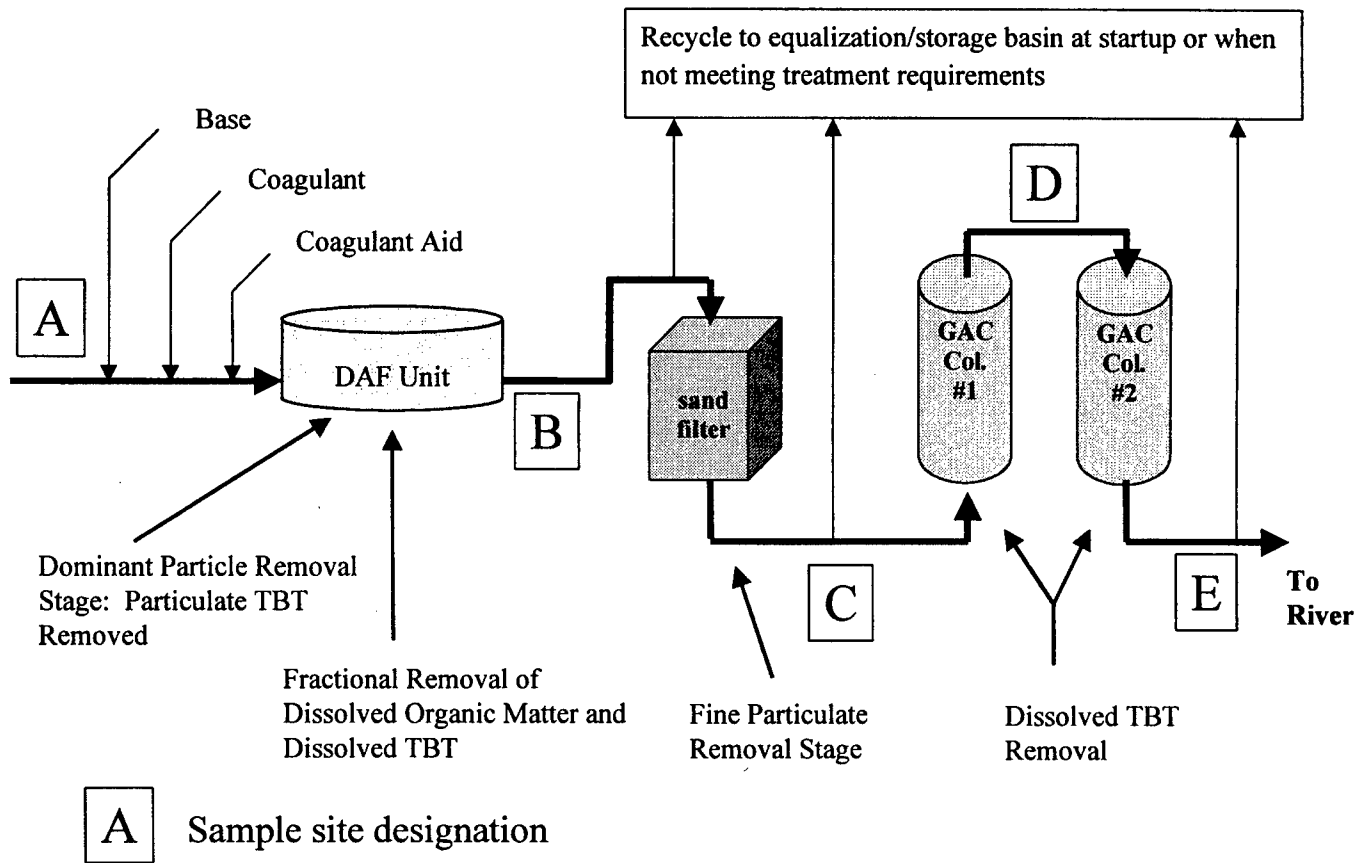 Recycle to equalization/storage basin at startup or when
not meeting treatment requirements
Base
Coagulant
Coagulant Aid
A
DAF Unit
B
sand
filter
C
D
GAC
Col.
#1
GAC
Col.
#2
E
To
River
Dominant Particle Removal
Stage: Particulate TBT
Removed
Fractional Removal of
Dissolved Organic Matter and
Dissolved TBT
Fine Particulate
Removal Stage
Dissolved TBT
Removal
A
Sample site designation